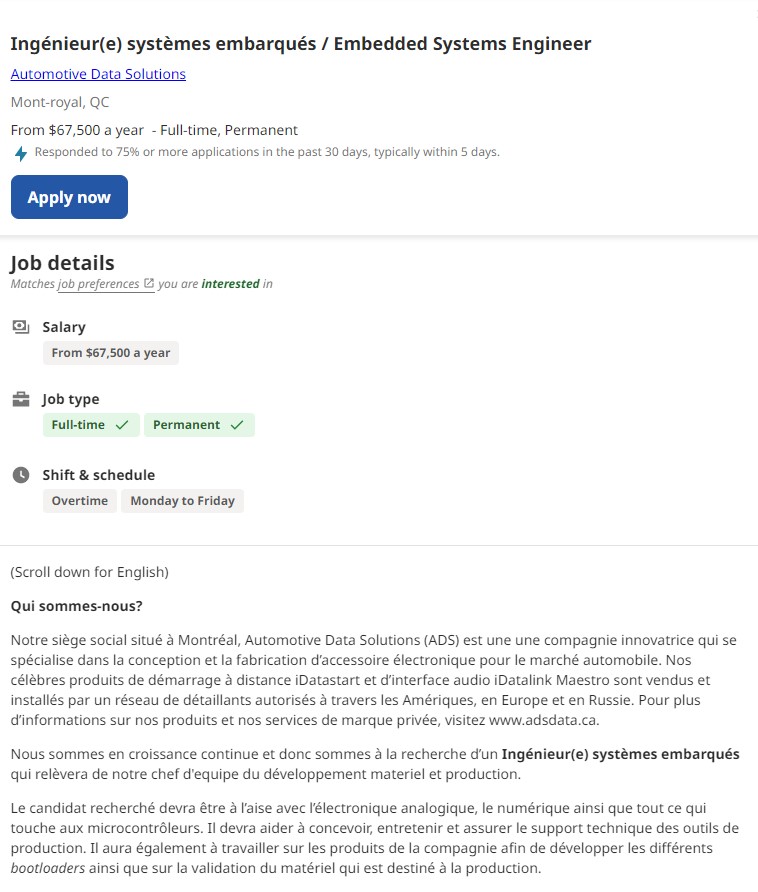 Ingénieur(e) systèmes embarqués / Embedded Systems Engineer
Automotive Data Solutions
Mont-royal, QC
From $67,500 a year - Full-time, Permanent
Responded to 75% or more applications in the past 30 days, typically within 5 days.
Apply now
Job details
Matches job preferences you are interested in
Salary
From $67,500 a year
Job type
Full-time Permanent
Shift & schedule
Overtime Monday to Friday
(Scroll down for English)
Qui sommes-nous?
Notre siège social situé à Montréal, Automotive Data Solutions (ADS) est une une compagnie innovatrice qui se
spécialise dans la conception et la fabrication d’accessoire électronique pour le marché automobile. Nos
célèbres produits de démarrage à distance iDatastart et d’interface audio iDatalink Maestro sont vendus et
installés par un réseau de détaillants autorisés à travers les Amériques, en Europe et en Russie. Pour plus
d’informations sur nos produits et nos services de marque privée, visitez www.adsdata.ca.
Nous sommes en croissance continue et donc sommes à la recherche d’un Ingénieur(e) systèmes embarqués
qui relèvera de notre chef d'equipe du développement materiel et production.
Le candidat recherché devra être à l’aise avec l’électronique analogique, le numérique ainsi que tout ce qui
touche aux microcontrôleurs. Il devra aider à concevoir, entretenir et assurer le support technique des outils de
production. Il aura également à travailler sur les produits de la compagnie afin de développer les différents
bootloaders ainsi que sur la validation du matériel qui est destiné à la production.